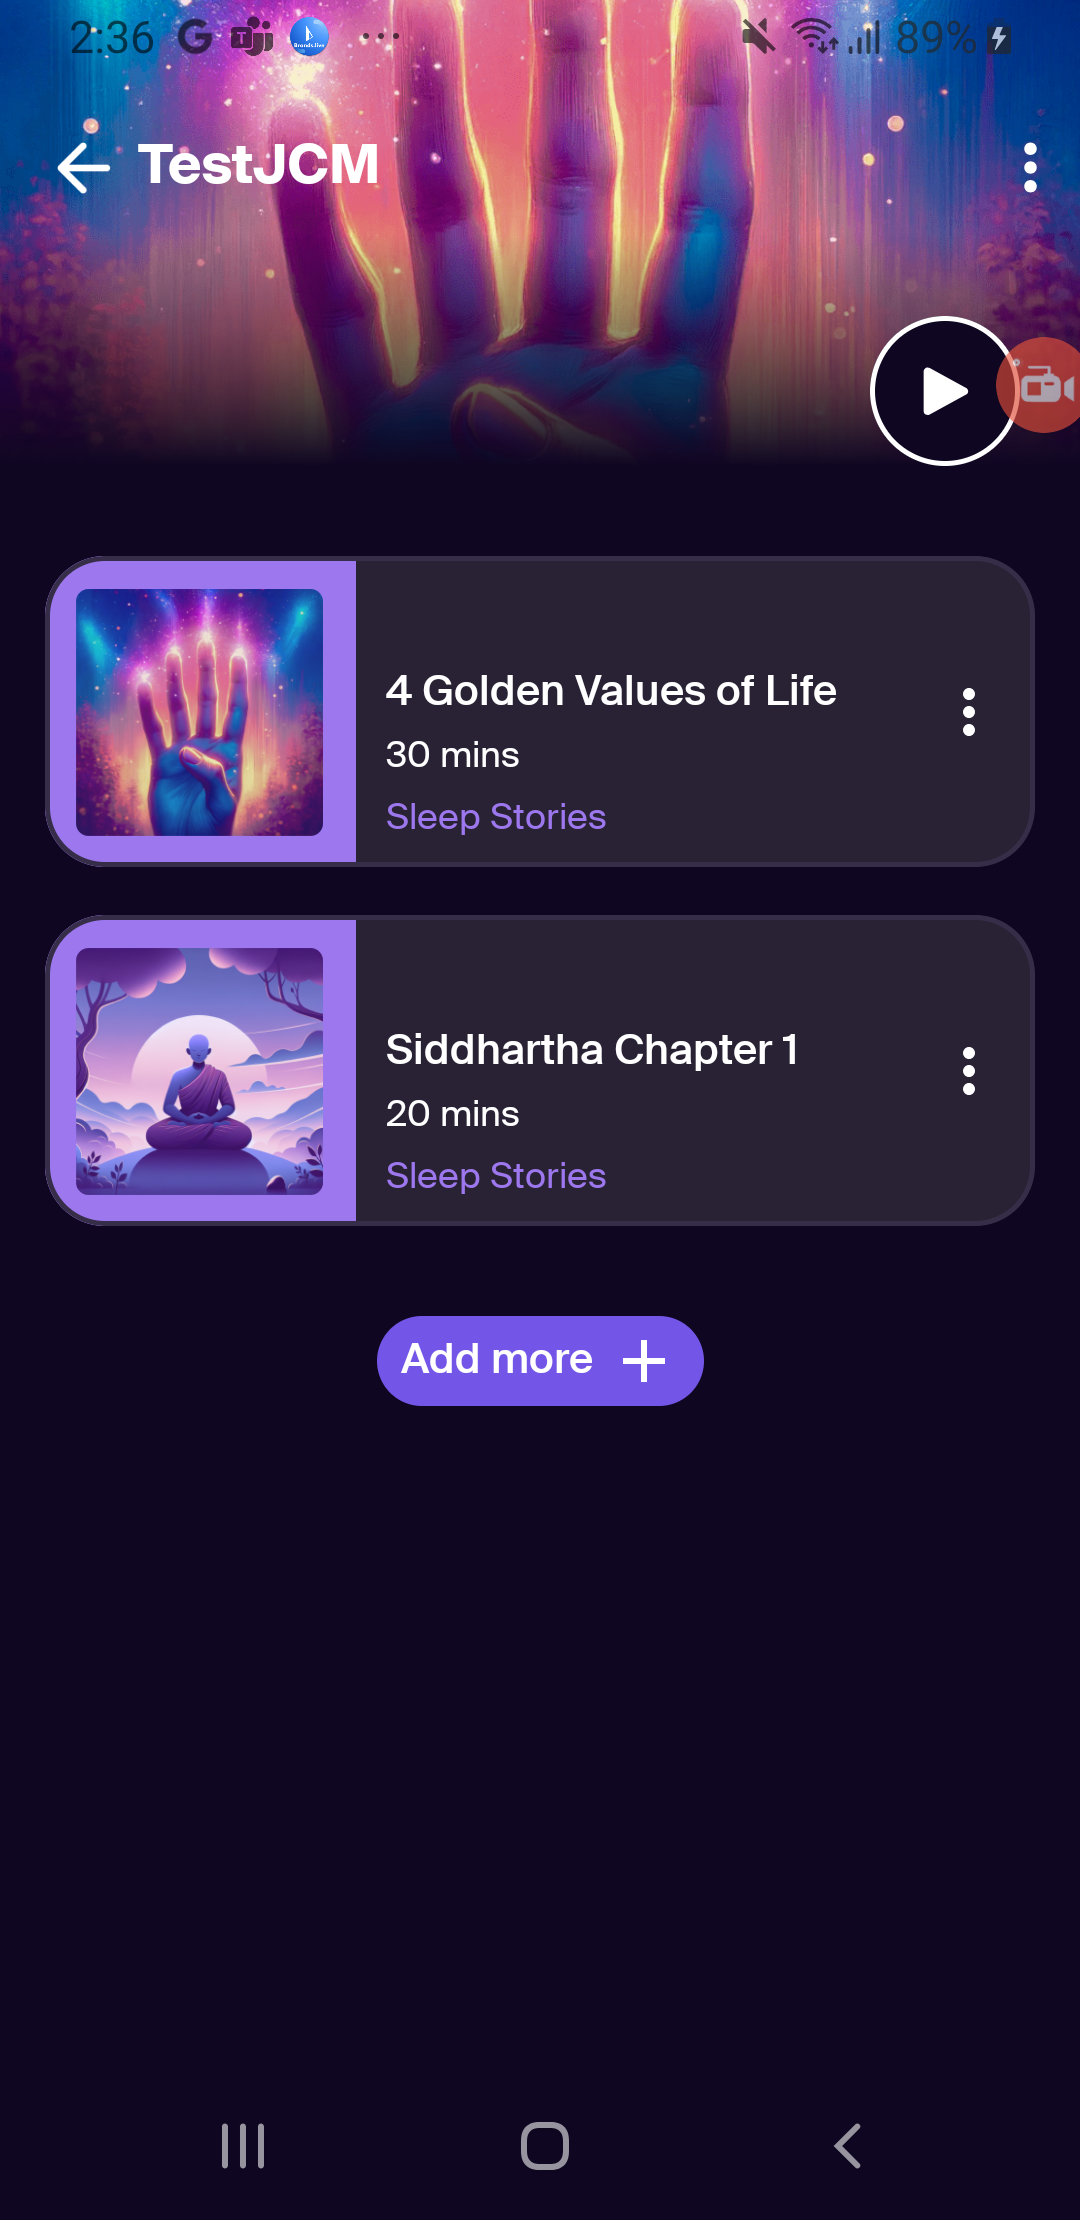 2:36 89%
TestJCM
4 Golden Values of Life
30 mins
Sleep Stories
Siddhartha Chapter 1
20 mins
Sleep Stories
Add more